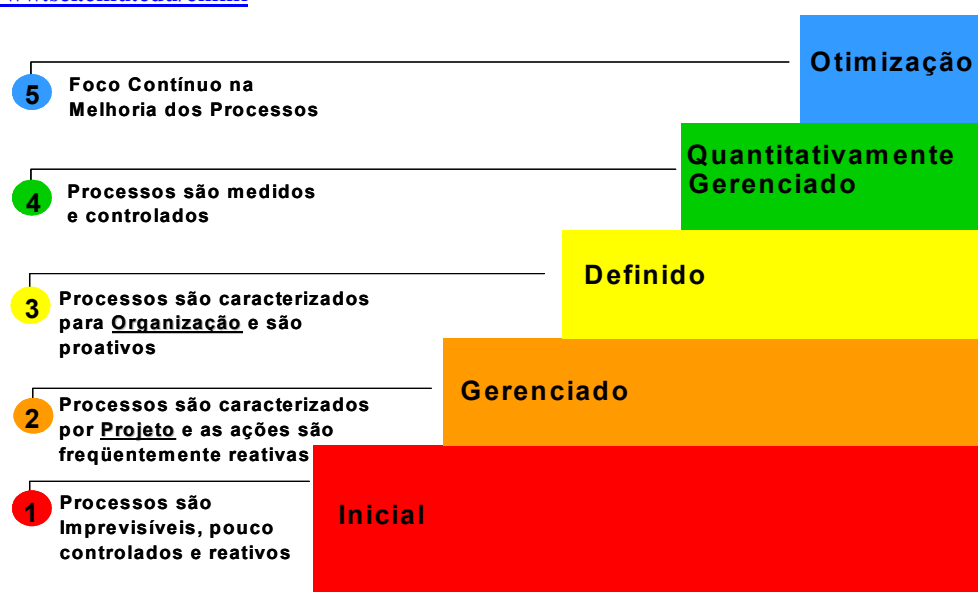 Otimização
5
Foco Contínuo na
Melhoria dos Processos
Quantitativamente
Gerenciado
4
Processos são medidos
e controlados
Definido
3
Processos são caracterizados
para Organização e são
proativos
Gerenciado
2
Processos são caracterizados
por Projeto e as ações são
freqüentemente reativas
Inicial
1
Processos são
Imprevisíveis, pouco
controlados e reativos